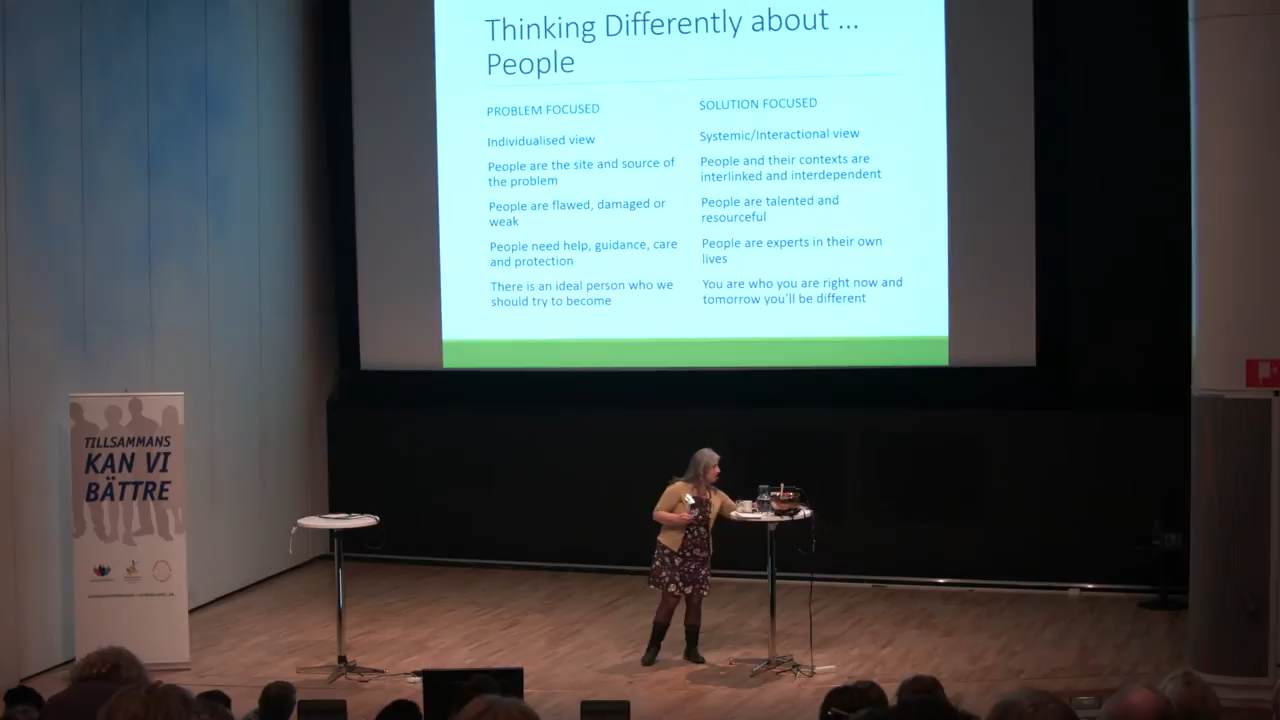 Thinking Differently about ...
People
PROBLEM FOCUSED
Individualised view
People are the site and source of
the problem
People are flawed, damaged or
weak
People need help, guidance, care
and protection
There is an ideal person who we
should try to become
SOLUTION FOCUSED
Systemic/Interactional view
People and their contexts are
interlinked and interdependent
People are talented and
resourceful
People are experts in their own
lives
You are who you are right now and
tomorrow you'll be different
TILLSAMMANS
KAN VI
BÄTTRE